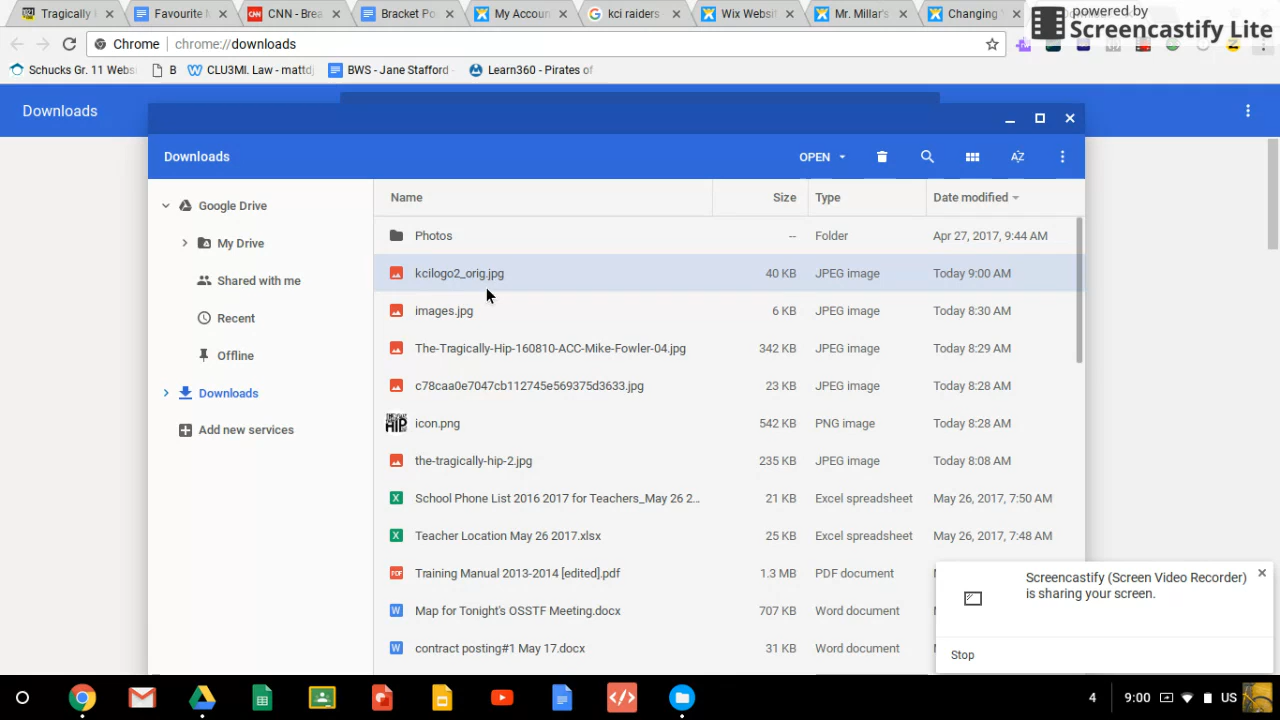 powered by
Screencastify Lite
Tragically
Favourite
CNN - Brea
Bracket Po
My Accoun
kci raiders
Wix Websit
Mr. Millar's
Changing
Chrome chrome://downloads
Schucks Gr. 11 Websi B CLU3MI. Law - mattdj BWS - Jane Stafford Learn360 - Pirates of
Downloads
Downloads OPEN AZ
Google Drive
My Drive
Shared with me
Recent
Offline
Downloads
Add new services
Name Size Type Date modified
Photos -- Folder Apr 27, 2017, 9:44 AM
kcilogo2_orig.jpg 40 KB JPEG image Today 9:00 AM
images.jpg 6 KB JPEG image Today 8:30 AM
The-Tragically-Hip-160810-ACC-Mike-Fowler-04.jpg 342 KB JPEG image Today 8:29 AM
c78caa0e7047cb112745e569375d3633.jpg 23 KB JPEG image Today 8:28 AM
HIP icon.png 542 KB PNG image Today 8:28 AM
the-tragically-hip-2.jpg 235 KB JPEG image Today 8:08 AM
School Phone List 2016 2017 for Teachers_May 26 2... 21 KB Excel spreadsheet May 26, 2017, 7:50 AM
Teacher Location May 26 2017.xlsx 25 KB Excel spreadsheet May 26, 2017, 7:48 AM
Training Manual 2013-2014 [edited].pdf 1.3 MB PDF document
Map for Tonight's OSSTF Meeting.docx 707 KB Word document
contract posting#1 May 17.docx 31 KB Word document
Screencastify (Screen Video Recorder)
is sharing your screen.
Stop
4 9:00 US